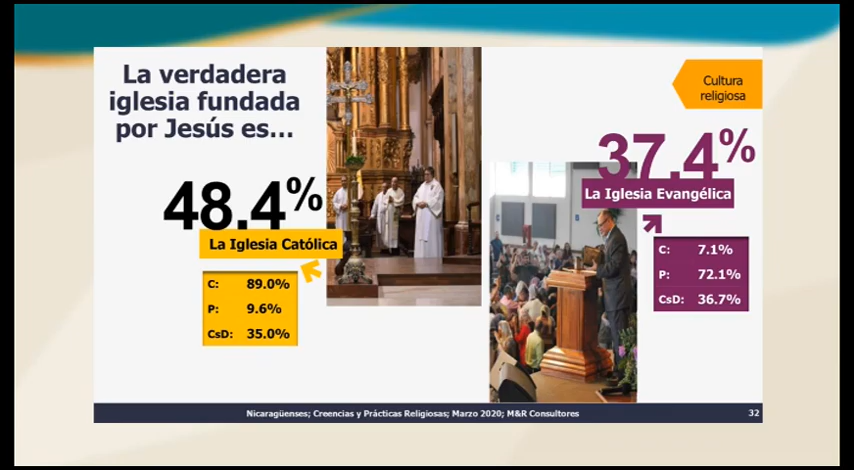 La verdadera
iglesia fundada
por Jesús es...
Cultura
religiosa
48.4%
La Iglesia Católica
C: 89.0%
P: 9.6%
CsD: 35.0%
37.4%
La Iglesia Evangélica
C: 7.1%
P: 72.1%
CsD: 36.7%
Nicaragüenses; Creencias y Prácticas Religiosas; Marzo 2020; M&R Consultores
32